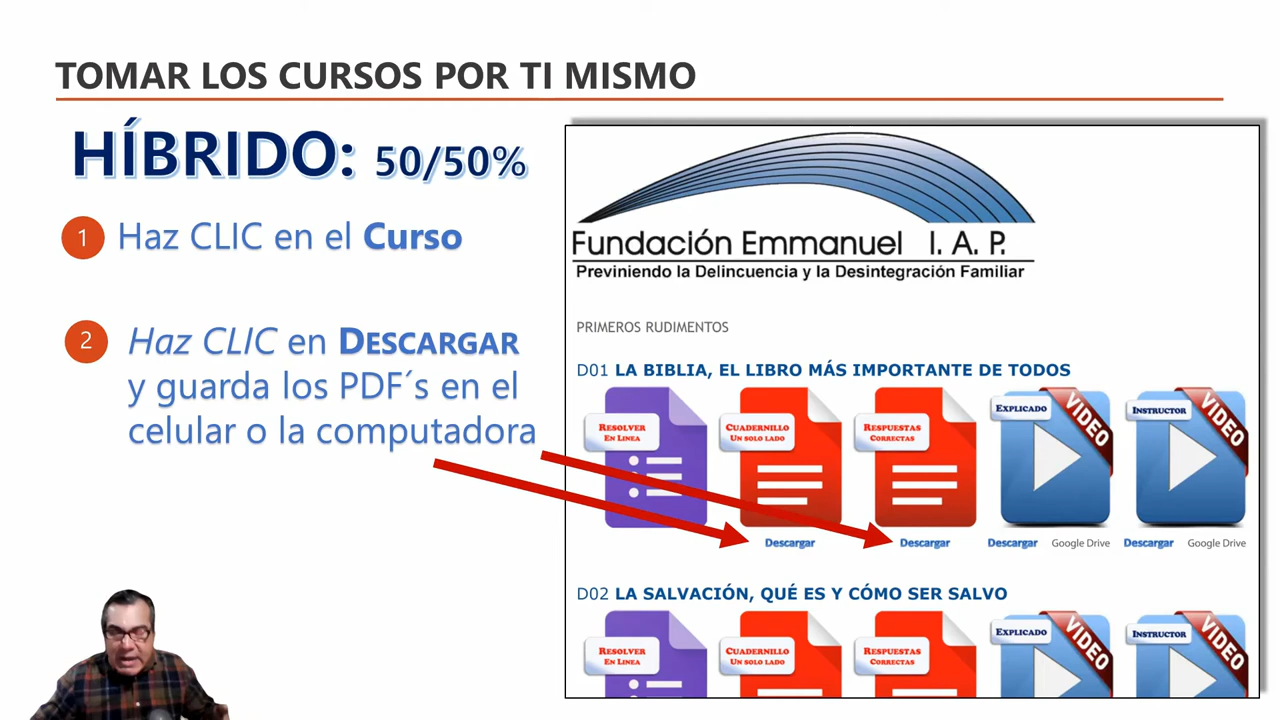 TOMAR LOS CURSOS POR TI MISMO
HÍBRIDO: 50/50%
1 Haz CLIC en el Curso
2 Haz CLIC en DESCARGAR
y guarda los PDF´s en el
celular o la computadora
Fundación Emmanuel I. A. P.
Previniendo la Delincuencia y la Desintegración Familiar
PRIMEROS RUDIMENTOS
D01 LA BIBLIA, EL LIBRO MÁS IMPORTANTE DE TODOS
RESOLVER
EN LINEA
CUADERNILLO
UN SOLO LADO
RESPUESTAS
CORRECTAS
EXPLICADO
VIDEO
INSTRUCTOR
VIDEO
Descargar
Descargar
Descargar Google Drive
Descargar Google Drive
D02 LA SALVACIÓN, QUÉ ES Y CÓMO SER SALVO
RESOLVER
EN LINEA
CUADERNILLO
UN SOLO LADO
RESPUESTAS
CORRECTAS
EXPLICADO
VIDEO
INSTRUCTOR
VIDEO